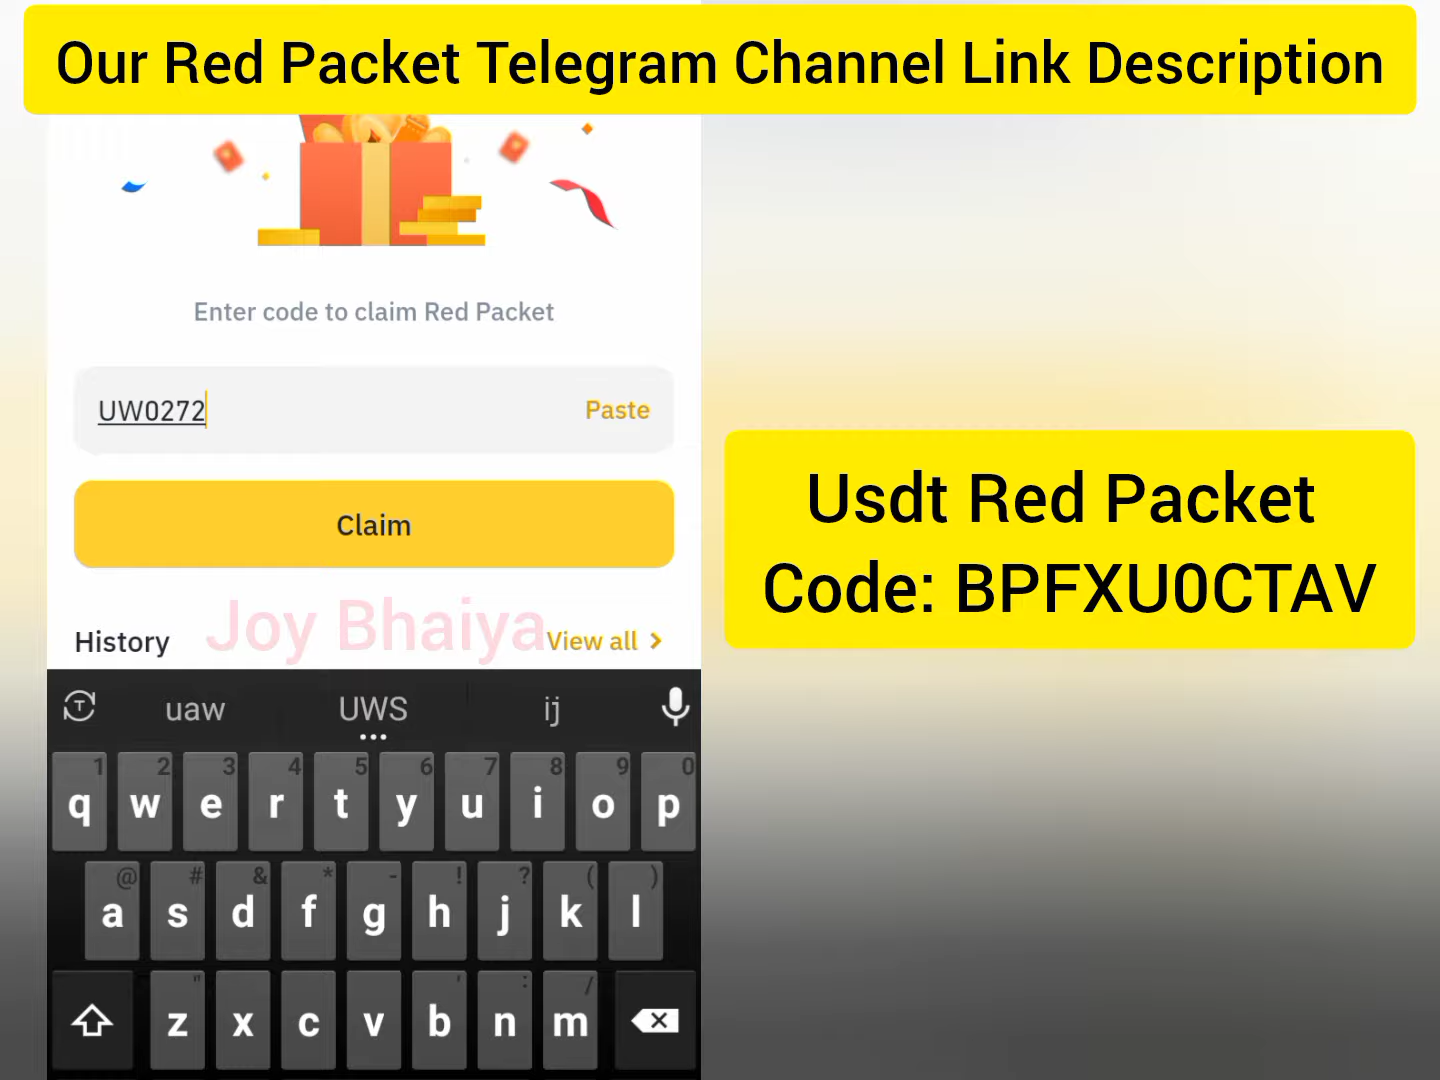 Our Red Packet Telegram Channel Link Description
Enter code to claim Red Packet
UW0272
Paste
Claim
History
Joy Bhaiya
View all
Usdt Red Packet
Code: BPFXU0CTAV
T
uaw
UWS
ij
1 2 3 4 5 6 7 8 9 0
q w e r t y u i o p
@ # & * - ! ? ( )
a s d f g h j k l
" ' : /
z x c v b n m